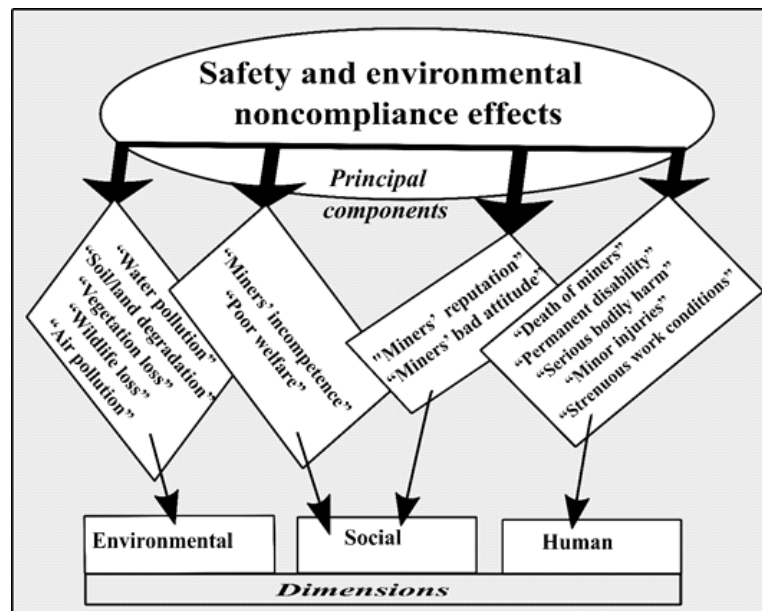 Safety and environmental
noncompliance effects
Principal
components
“Water pollution”
“Soil/land degradation”
“Vegetation loss”
“Wildlife loss”
“Air pollution”
“Miners’ incompetence”
“Poor welfare”
"Miners’ reputation”
“Miners’ bad attitude”
“Death of miners”
“Permanent disability”
“Serious bodily harm”
“Minor injuries”
“Strenuous work conditions”
Environmental
Social
Human
Dimensions